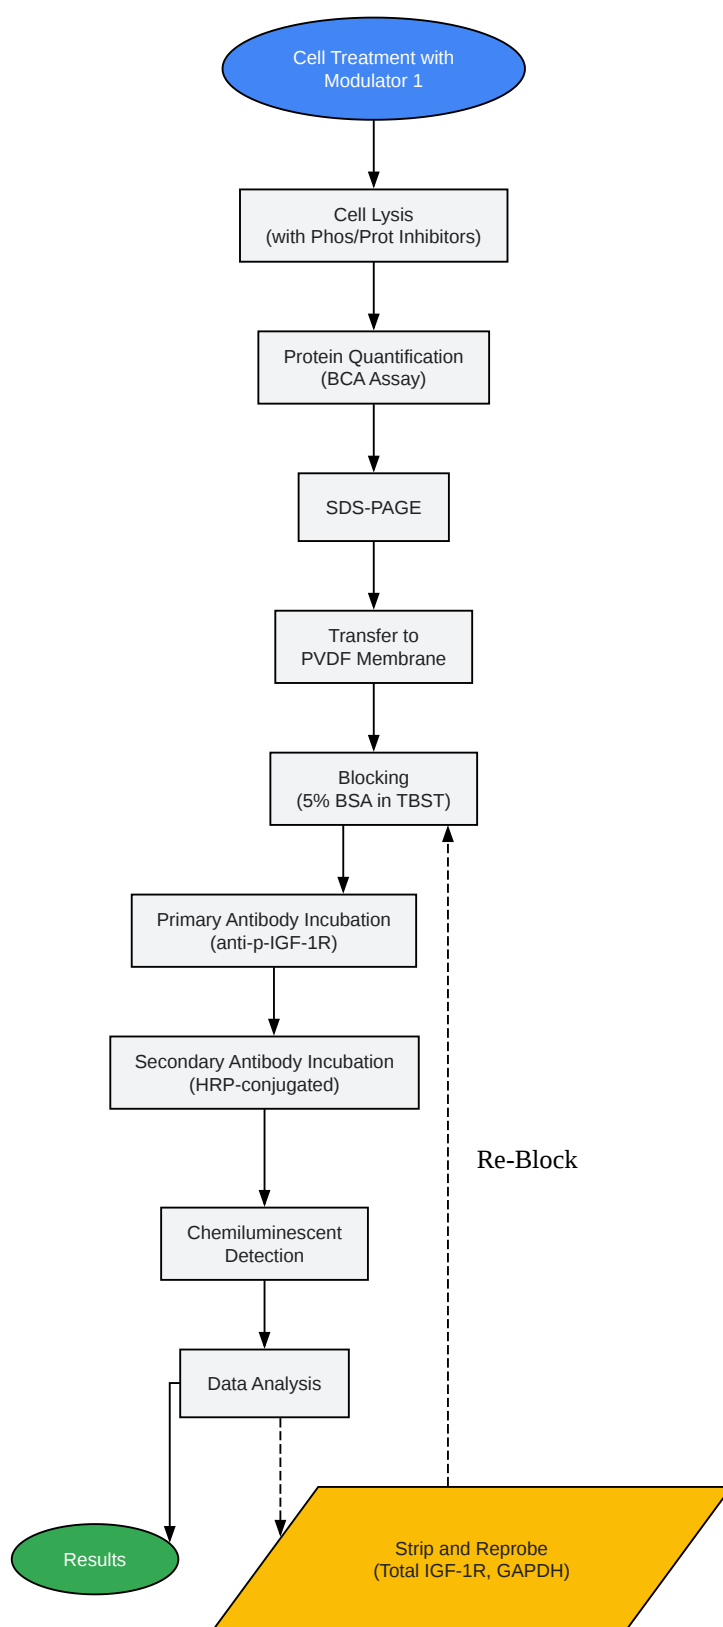 Cell Treatment with
Modulator 1
Cell Lysis
(with Phos/Prot Inhibitors)
Protein Quantification
(BCA Assay)
SDS-PAGE
Transfer to
PVDF Membrane
Blocking
(5% BSA in TBST)
Primary Antibody Incubation
(anti-p-IGF-1R)
Secondary Antibody Incubation
(HRP-conjugated)
Re-Block
Chemiluminescent
Detection
Data Analysis
Results
Strip and Reprobe
(Total IGF-1R, GAPDH)